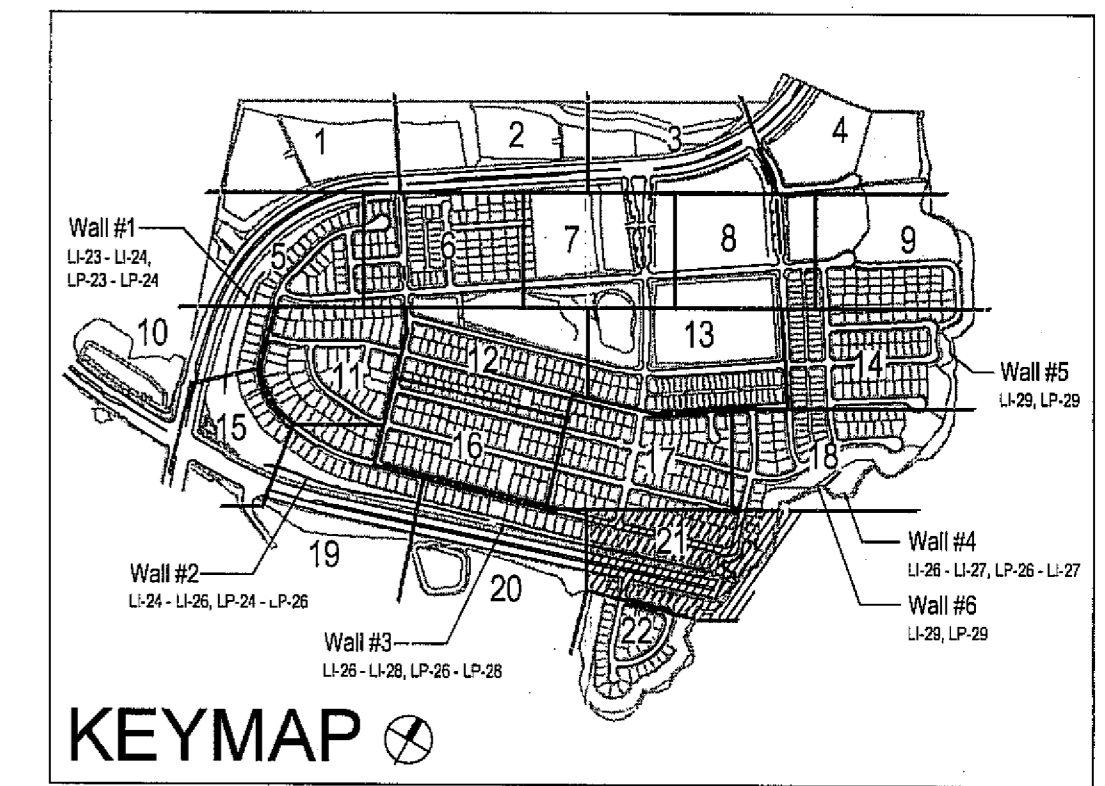 1
2
3
4
Wall #1
LI-23 - LI-24,
LP-23 - LP-24
5
6
7
8
9
10
11
12
13
14
Wall #5
LI-29, LP-29
15
16
17
18
19
20
21
22
Wall #4
LI-26 - LI-27, LP-26 - LI-27
Wall #6
LI-29, LP-29
Wall #2
LI-24 - LI-26, LP-24 - LP-26
Wall #3
LI-26 - LI-28, LP-26 - LP-28
KEYMAP